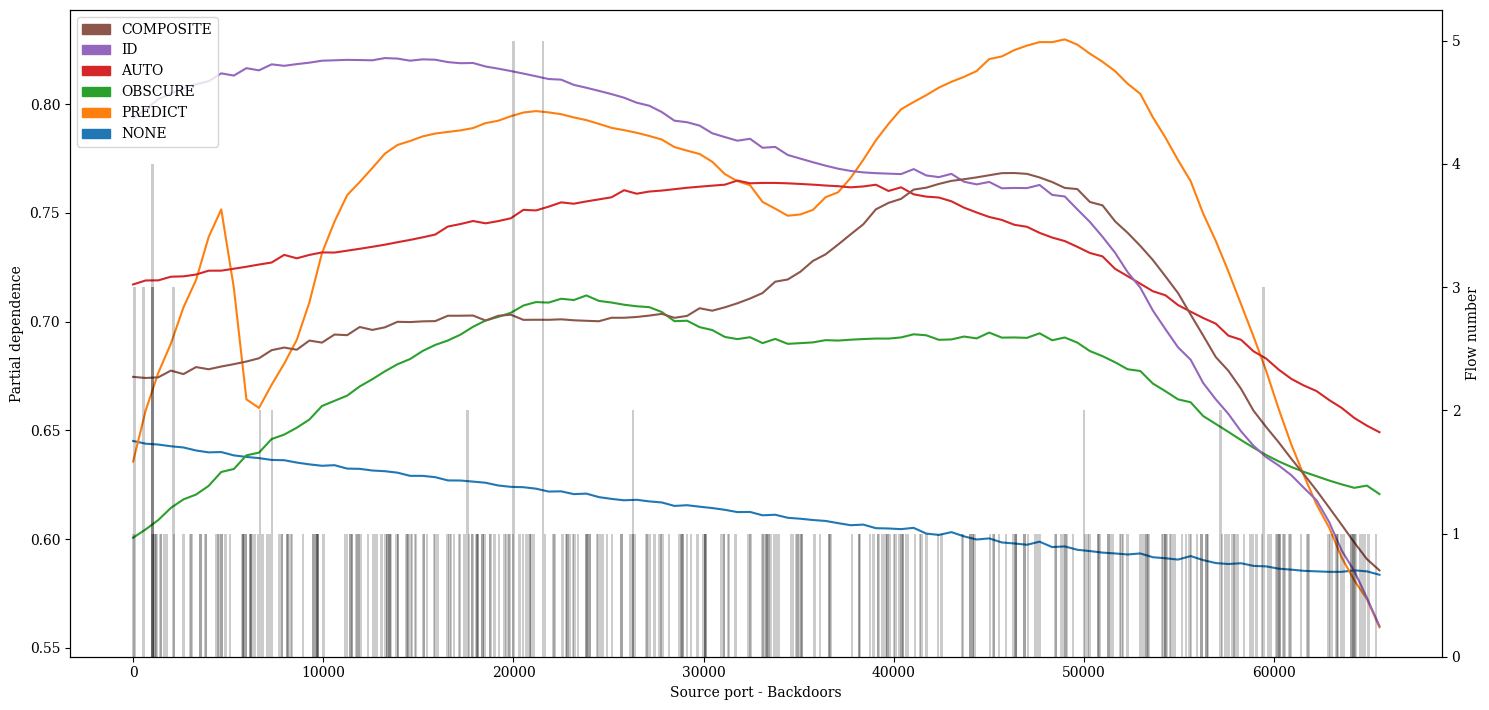 COMPOSITE
ID
AUTO
OBSCURE
PREDICT
NONE
0.80
0.75
0.70
0.65
0.60
0.55
Partial dependence
5
4
3
2
1
0
Flow number
0 10000 20000 30000 40000 50000 60000
Source port - Backdoors